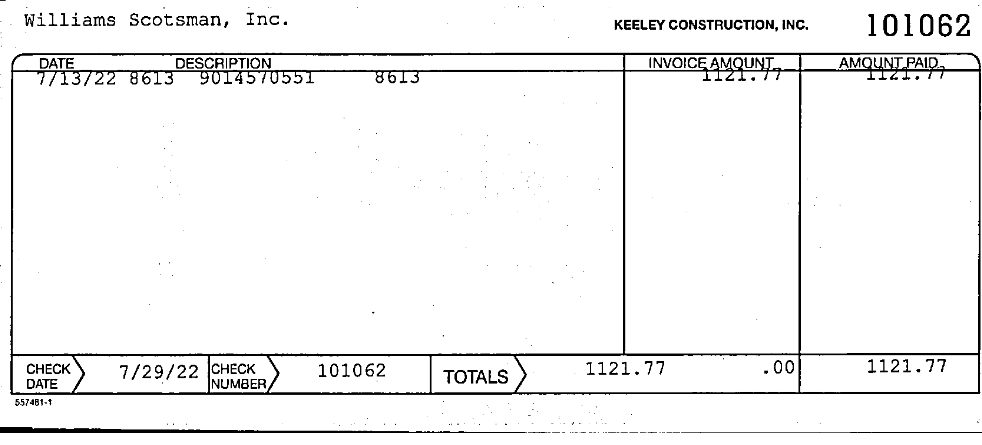 Williams Scotsman, Inc. KEELEY CONSTRUCTION, INC. 101062
DATE DESCRIPTION INVOICE AMOUNT AMOUNT PAID
7/13/22 8613 9014570551 8613 1121.77 1121.77
CHECK DATE 7/29/22 CHECK NUMBER 101062 TOTALS 1121.77 .00 1121.77
557481-1